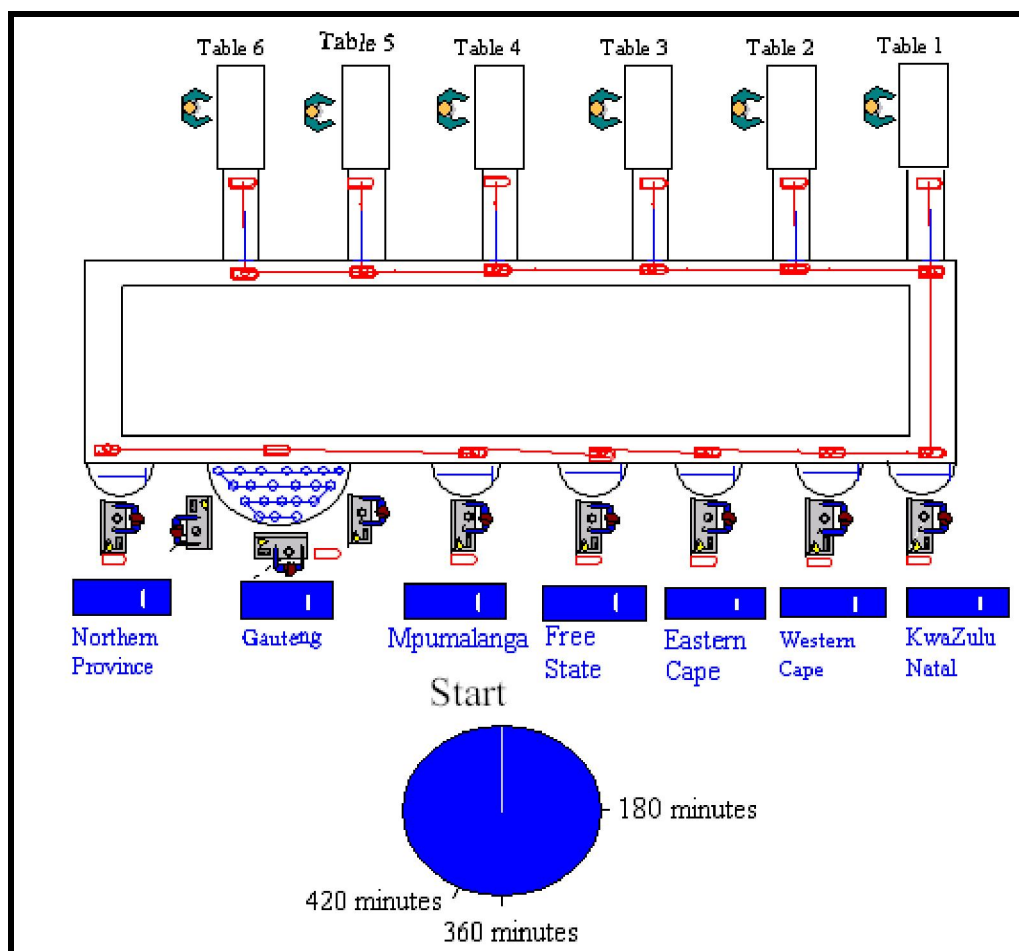 Table 6 Table 5 Table 4 Table 3 Table 2 Table 1
Northern
Province
Gauteng
Mpumalanga
Free
State
Eastern
Cape
Western
Cape
KwaZulu
Natal
Start
180 minutes
420 minutes
360 minutes